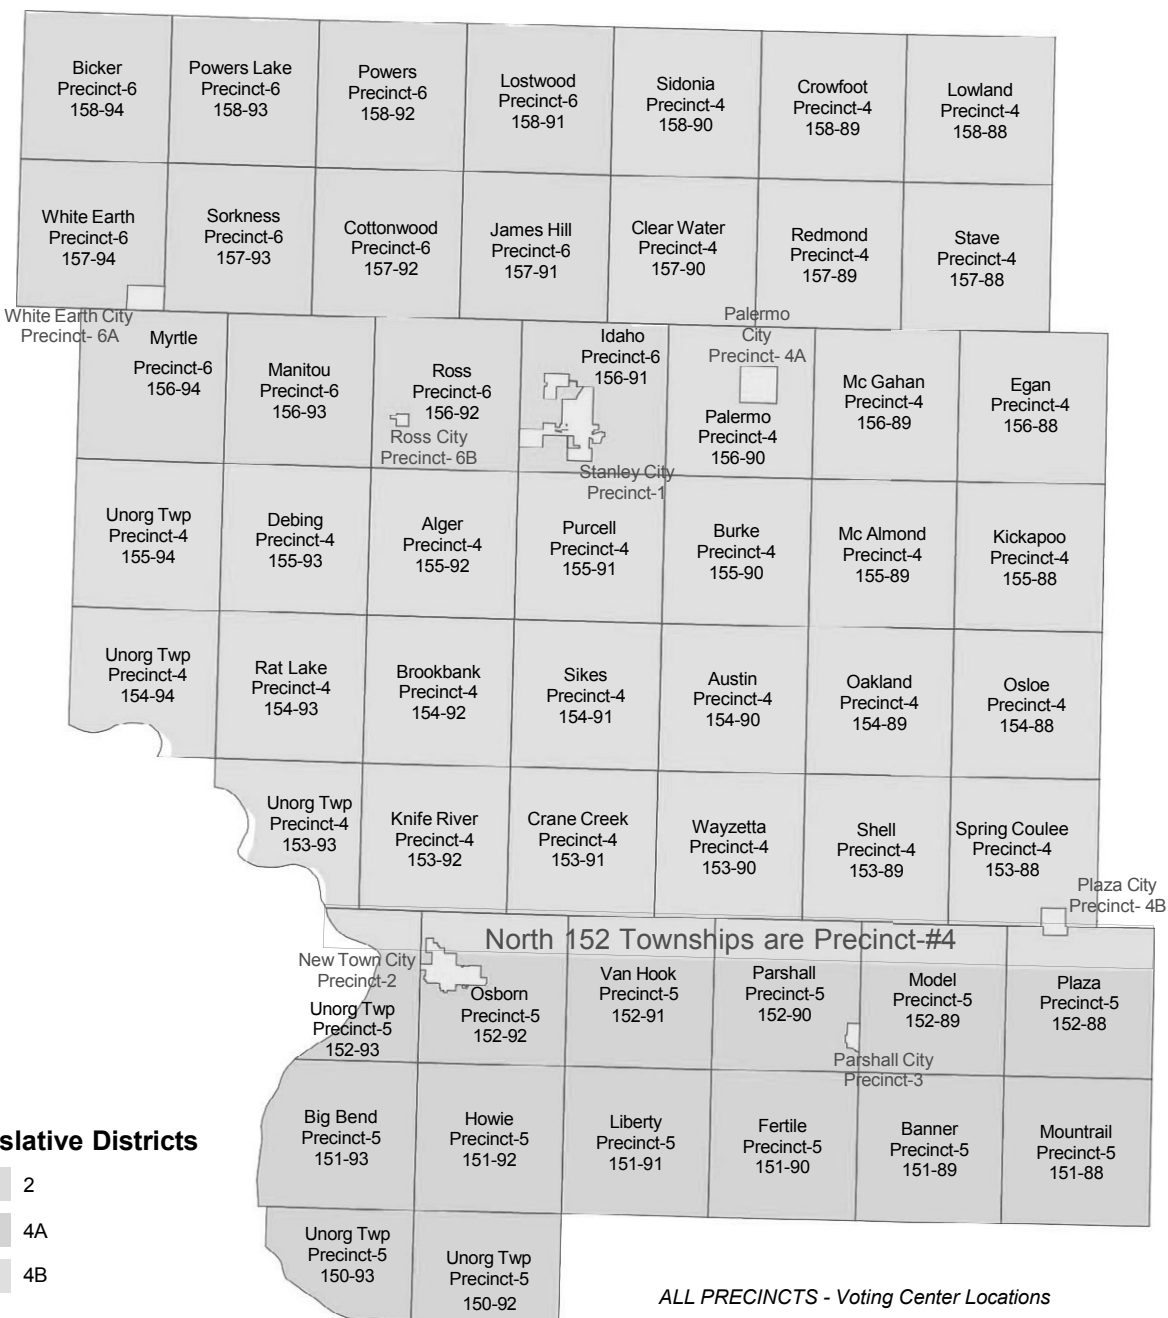 Bicker
Precinct-6
158-94
Powers Lake
Precinct-6
158-93
Powers
Precinct-6
158-92
Lostwood
Precinct-6
158-91
Sidonia
Precinct-4
158-90
Crowfoot
Precinct-4
158-89
Lowland
Precinct-4
158-88
White Earth
Precinct-6
157-94
Sorkness
Precinct-6
157-93
Cottonwood
Precinct-6
157-92
James Hill
Precinct-6
157-91
Clear Water
Precinct-4
157-90
Redmond
Precinct-4
157-89
Stave
Precinct-4
157-88
White Earth City
Precinct- 6A
Myrtle
Precinct-6
156-94
Manitou
Precinct-6
156-93
Ross
Precinct-6
156-92
Ross City
Precinct- 6B
Idaho
Precinct-6
156-91
Stanley City
Precinct-1
Palermo
City
Precinct- 4A
Palermo
Precinct-4
156-90
Mc Gahan
Precinct-4
156-89
Egan
Precinct-4
156-88
Unorg Twp
Precinct-4
155-94
Debing
Precinct-4
155-93
Alger
Precinct-4
155-92
Purcell
Precinct-4
155-91
Burke
Precinct-4
155-90
Mc Almond
Precinct-4
155-89
Kickapoo
Precinct-4
155-88
Unorg Twp
Precinct-4
154-94
Rat Lake
Precinct-4
154-93
Brookbank
Precinct-4
154-92
Sikes
Precinct-4
154-91
Austin
Precinct-4
154-90
Oakland
Precinct-4
154-89
Osloe
Precinct-4
154-88
Unorg Twp
Precinct-4
153-93
Knife River
Precinct-4
153-92
Crane Creek
Precinct-4
153-91
Wayzetta
Precinct-4
153-90
Shell
Precinct-4
153-89
Spring Coulee
Precinct-4
153-88
Plaza City
Precinct- 4B
North 152 Townships are Precinct-#4
New Town City
Precinct-2
Unorg Twp
Precinct-5
152-93
Osborn
Precinct-5
152-92
Van Hook
Precinct-5
152-91
Parshall
Precinct-5
152-90
Parshall City
Precinct-3
Model
Precinct-5
152-89
Plaza
Precinct-5
152-88
Big Bend
Precinct-5
151-93
Howie
Precinct-5
151-92
Liberty
Precinct-5
151-91
Fertile
Precinct-5
151-90
Banner
Precinct-5
151-89
Mountrail
Precinct-5
151-88
Unorg Twp
Precinct-5
150-93
Unorg Twp
Precinct-5
150-92
slative Districts
2
4A
4B
ALL PRECINCTS - Voting Center Locations